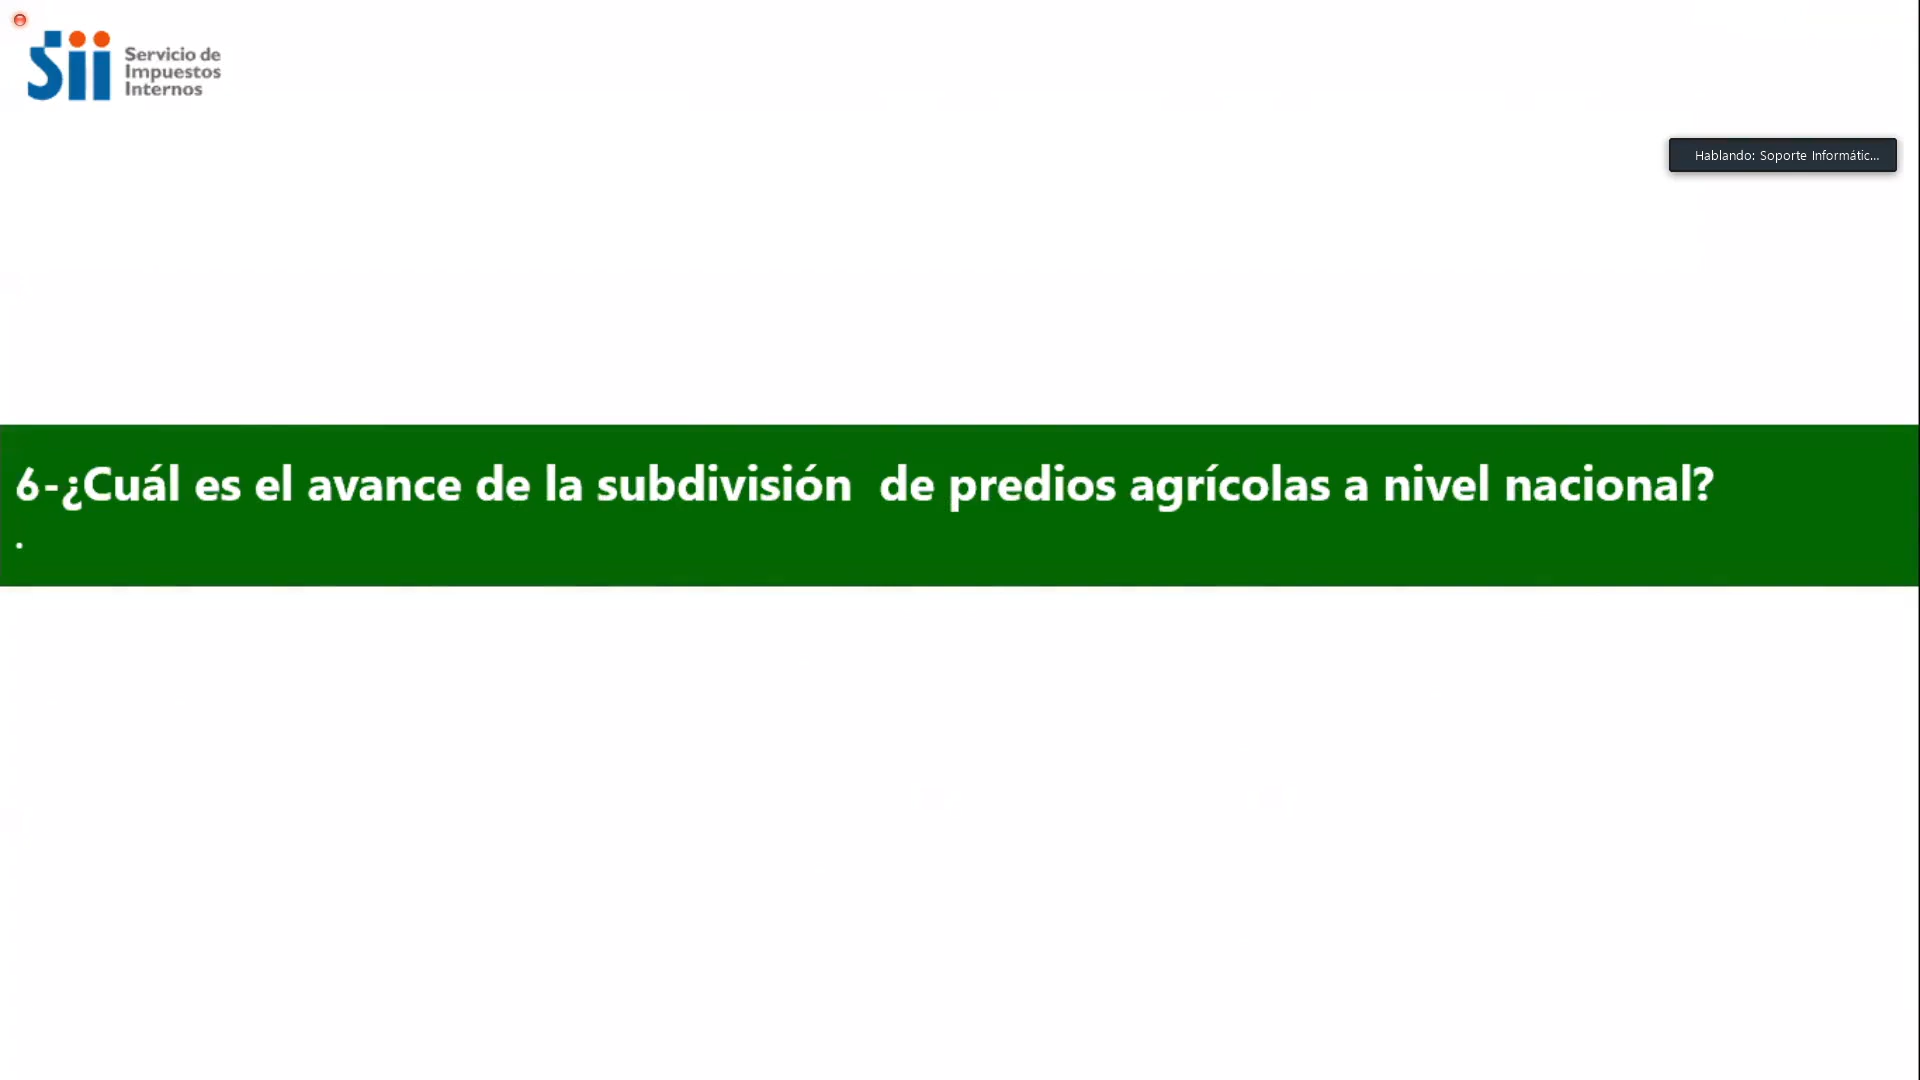 Sii
Servicio de
Impuestos
Internos
Hablando: Soporte Informátic...
6-¿Cuál es el avance de la subdivisión  de predios agrícolas a nivel nacional?
.